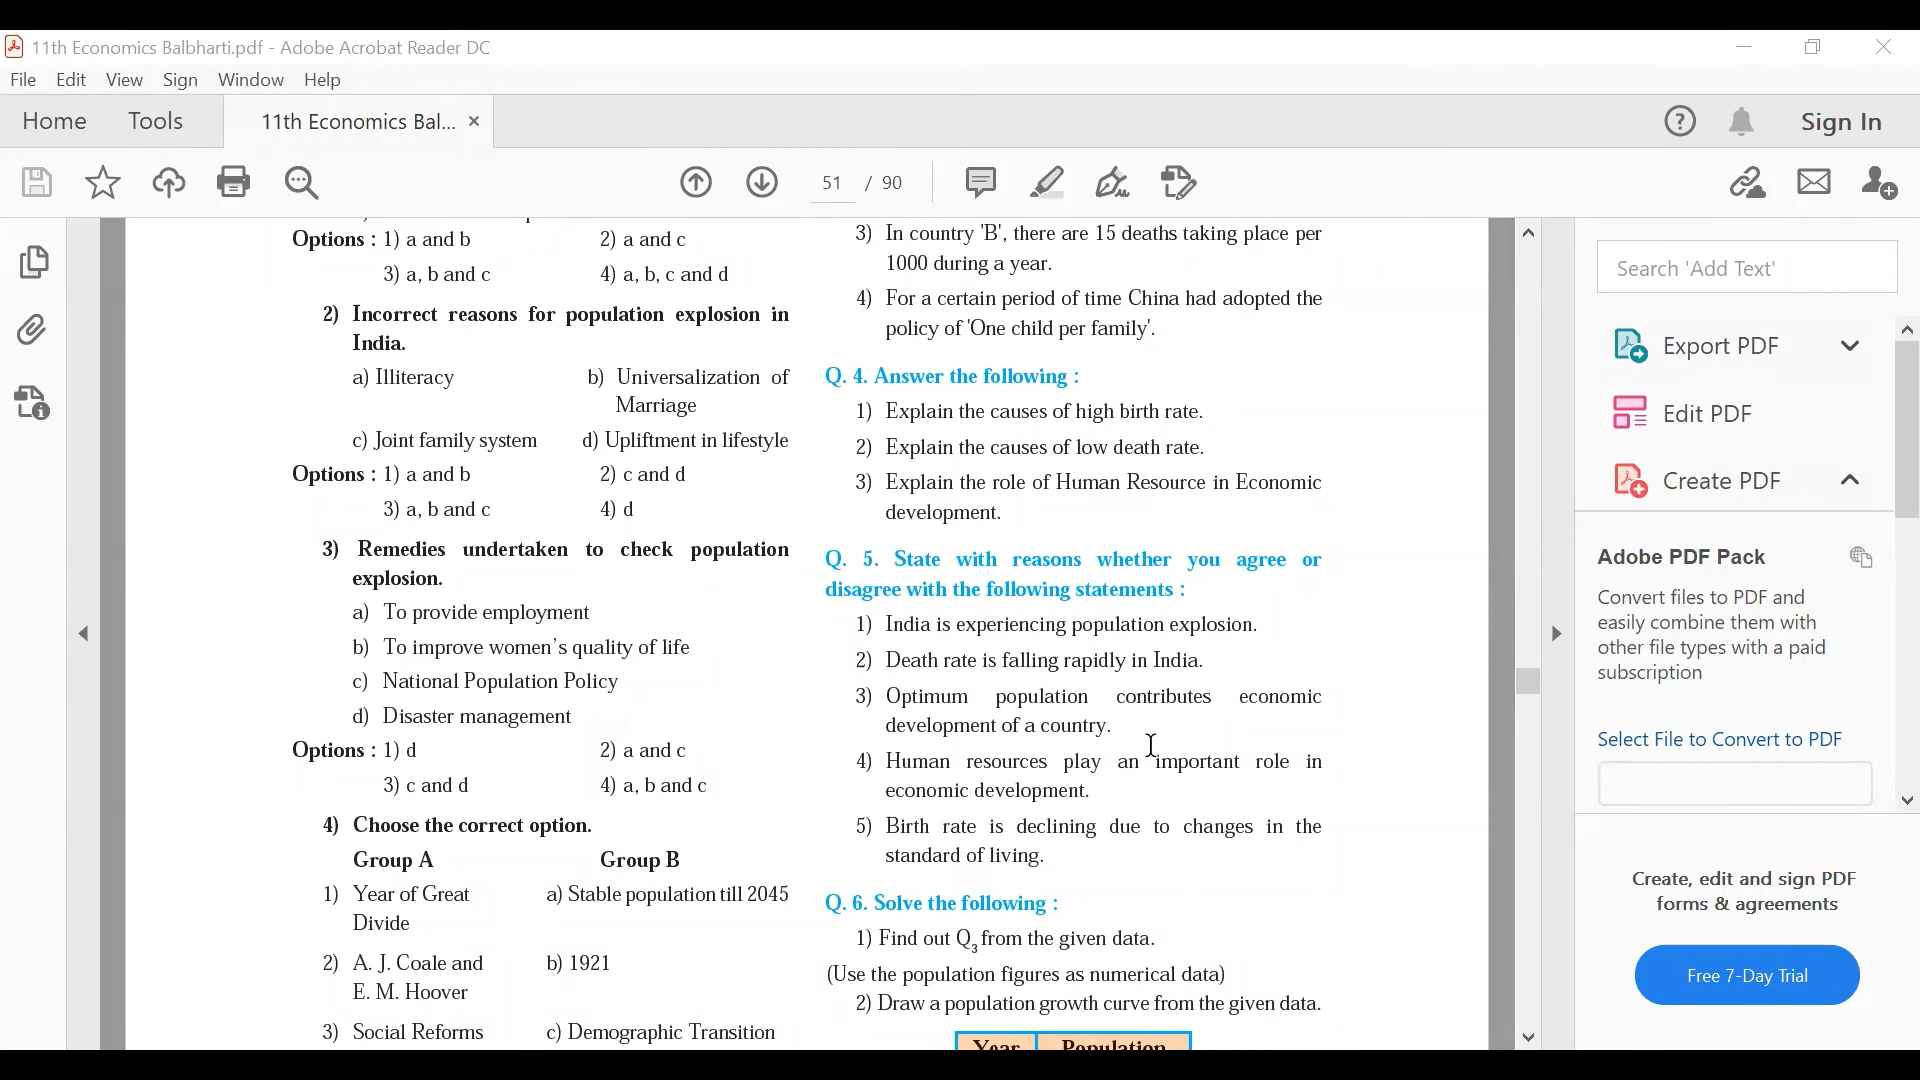 11th Economics Balbharti.pdf - Adobe Acrobat Reader DC
File Edit View Sign Window Help
Home Tools 11th Economics Bal... × Sign In
51 / 90
Options : 1) a and b 2) a and c
3) a, b and c 4) a, b, c and d
2) Incorrect reasons for population explosion in
India.
a) Illiteracy b) Universalization of
Marriage
c) Joint family system d) Upliftment in lifestyle
Options : 1) a and b 2) c and d
3) a, b and c 4) d
3) Remedies undertaken to check population
explosion.
a) To provide employment
b) To improve women's quality of life
c) National Population Policy
d) Disaster management
Options : 1) d 2) a and c
3) c and d 4) a, b and c
4) Choose the correct option.
Group A Group B
1) Year of Great a) Stable population till 2045
Divide
2) A. J. Coale and b) 1921
E. M. Hoover
3) Social Reforms c) Demographic Transition
3) In country 'B', there are 15 deaths taking place per
1000 during a year.
4) For a certain period of time China had adopted the
policy of 'One child per family'.
Q. 4. Answer the following :
1) Explain the causes of high birth rate.
2) Explain the causes of low death rate.
3) Explain the role of Human Resource in Economic
development.
Q. 5. State with reasons whether you agree or
disagree with the following statements :
1) India is experiencing population explosion.
2) Death rate is falling rapidly in India.
3) Optimum population contributes economic
development of a country.
4) Human resources play an important role in
economic development.
5) Birth rate is declining due to changes in the
standard of living.
Q. 6. Solve the following :
1) Find out Q3 from the given data.
(Use the population figures as numerical data)
2) Draw a population growth curve from the given data.
Year Population
Search 'Add Text'
Export PDF
Edit PDF
Create PDF
Adobe PDF Pack
Convert files to PDF and
easily combine them with
other file types with a paid
subscription
Select File to Convert to PDF
Create, edit and sign PDF
forms & agreements
Free 7-Day Trial